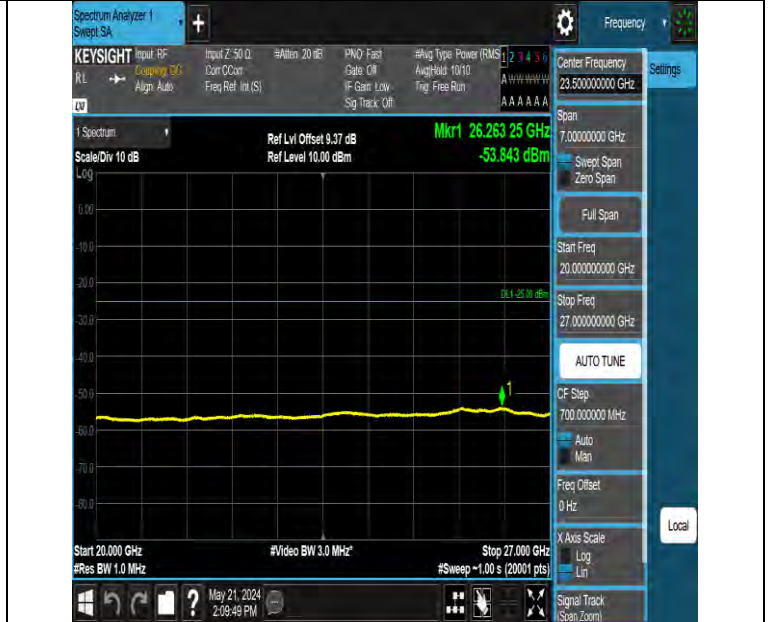 Spectrum Analyzer 1
Swept SA
+
Frequency
KEYSIGHT
RL
LXI
Input: RF
Coupling: DC
Align: Auto
Input Z: 50 Ω
Corr CCorr
Freq Ref: Int (S)
#Atten: 20 dB
PNO: Fast
Gate: Off
IF Gain: Low
Sig Track: Off
#Avg Type: Power (RMS
Avg|Hold: 10/10
Trig: Free Run
1 2 3 4 5 6
A W W W W W
A A A A A A
1 Spectrum
Scale/Div 10 dB
Log
Ref Lvl Offset 9.37 dB
Ref Level 10.00 dBm
Mkr1 26.263 25 GHz
-53.843 dBm
0.00
-10.0
-20.0
-30.0
-40.0
-50.0
-60.0
-70.0
-80.0
DL1 -25.00 dBm
1
Start 20.000 GHz
#Res BW 1.0 MHz
#Video BW 3.0 MHz*
Stop 27.000 GHz
#Sweep ~1.00 s (20001 pts)
May 21, 2024
2:09:49 PM
Center Frequency
23.500000000 GHz
Settings
Span
7.00000000 GHz
Swept Span
Zero Span
Full Span
Start Freq
20.000000000 GHz
Stop Freq
27.000000000 GHz
AUTO TUNE
CF Step
700.000000 MHz
Auto
Man
Freq Offset
0 Hz
X Axis Scale
Log
Lin
Local
Signal Track
(Span Zoom)